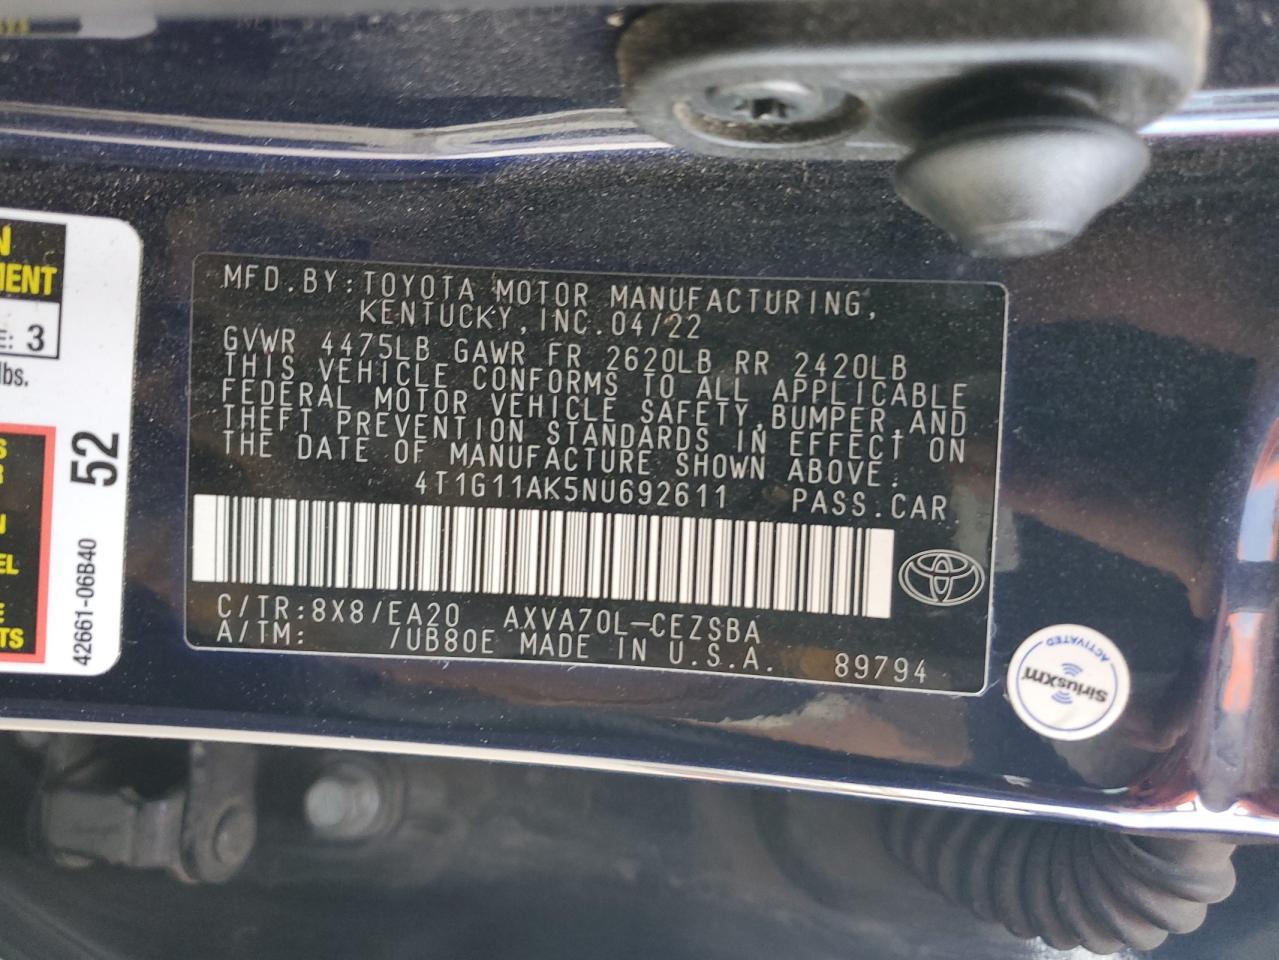 MFD.BY:TOYOTA MOTOR MANUFACTURING,
KENTUCKY,INC.04/22
GVWR 4475LB GAWR FR 2620LB RR 2420LB
THIS VEHICLE CONFORMS TO ALL APPLICABLE
FEDERAL MOTOR VEHICLE SAFETY,BUMPER,AND
THEFT PREVENTION STANDARDS IN EFFECT ON
THE DATE OF MANUFACTURE SHOWN ABOVE.
4T1G11AK5NU692611 PASS.CAR
C/TR:8X8/EA20 AXVA70L-CEZSBA
A/TM: /UB80E MADE IN U.S.A. 89794
N
MENT
E: 3
lbs.
52
42661-06B40
S
R
N
EL
E
TS
siriusxm
ACTIVATED